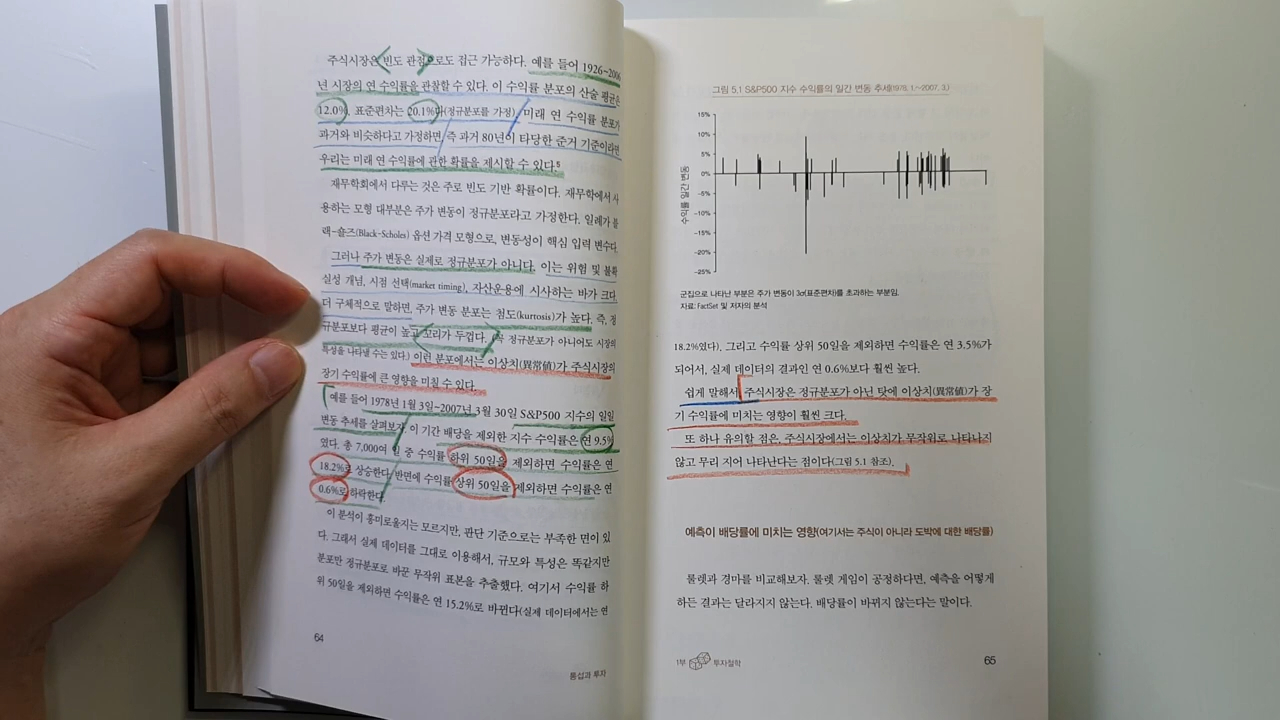 주식시장은 빈도 관점으로도 접근 가능하다. 예를 들어 1926~2006
년 시장의 연 수익률을 관찰할 수 있다. 이 수익률 분포의 산술 평균은
12.0%, 표준편차는 20.1%다(정규분포를 가정). 미래 연 수익률 분포가
과거와 비슷하다고 가정하면, 즉 과거 80년이 타당한 준거 기준이라면
우리는 미래 연 수익률에 관한 확률을 제시할 수 있다.⁵
재무학회에서 다루는 것은 주로 빈도 기반 확률이다. 재무학에서 사
용하는 모형 대부분은 주가 변동이 정규분포라고 가정한다. 일례가 블
랙-숄즈(Black-Scholes) 옵션 가격 모형으로, 변동성이 핵심 입력 변수다.
그러나 주가 변동은 실제로 정규분포가 아니다. 이는 위험 및 불확
실성 개념, 시점 선택(market timing), 자산운용에 시사하는 바가 크다.
더 구체적으로 말하면, 주가 변동 분포는 첨도(kurtosis)가 높다. 즉, 정
규분포보다 평균이 높고 꼬리가 두껍다. 정규분포가 아니어도 시장의
특성을 나타낼 수는 있다.) 이런 분포에서는 이상치(異常値)가 주식시장의
장기 수익률에 큰 영향을 미칠 수 있다.
예를 들어 1978년 1월 3일~2007년 3월 30일 S&P500 지수의 일일
변동 추세를 살펴보자. 이 기간 배당을 제외한 지수 수익률은 연 9.5%
였다. 총 7,000여 일 중 수익률 하위 50일을 제외하면 수익률은 연
18.2%로 상승한다. 반면에 수익률 상위 50일을 제외하면 수익률은 연
0.6%로 하락한다.
이 분석이 흥미로울지는 모르지만, 판단 기준으로는 부족한 면이 있
다. 그래서 실제 데이터를 그대로 이용해서, 규모와 특성은 똑같지만
분포만 정규분포로 바꾼 무작위 표본을 추출했다. 여기서 수익률 하
위 50일을 제외하면 수익률은 연 15.2%로 바뀐다(실제 데이터에서는 연
64
통섭과 투자
그림 5.1 S&P500 지수 수익률의 일간 변동 추세(1978. 1.~2007. 3.)
수익률 일간 변동
15%
10%
5%
0%
-5%
-10%
-15%
-20%
-25%
군집으로 나타난 부분은 주가 변동이 3σ(표준편차)를 초과하는 부분임.
자료: FactSet 및 저자의 분석
18.2%였다). 그리고 수익률 상위 50일을 제외하면 수익률은 연 3.5%가
되어서, 실제 데이터의 결과인 연 0.6%보다 훨씬 높다.
쉽게 말해서, 주식시장은 정규분포가 아닌 탓에 이상치(異常値)가 장
기 수익률에 미치는 영향이 훨씬 크다.
또 하나 유의할 점은, 주식시장에서는 이상치가 무작위로 나타나지
않고 무리 지어 나타난다는 점이다(그림 5.1 참조).
예측이 배당률에 미치는 영향(여기서는 주식이 아니라 도박에 대한 배당률)
룰렛과 경마를 비교해보자. 룰렛 게임이 공정하다면, 예측을 어떻게
하든 결과는 달라지지 않는다. 배당률이 바뀌지 않는다는 말이다.
1부 투자철학
65